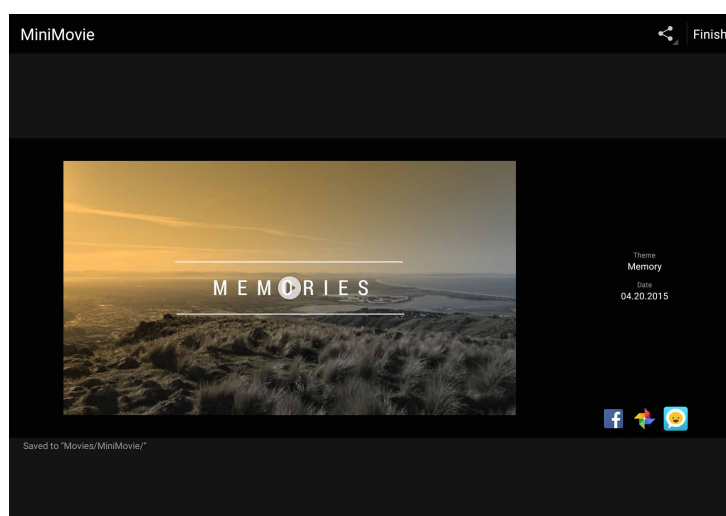 MiniMovie
Finish
MEMORIES
Theme
Memory
Date
04.20.2015
Saved to "Movies/MiniMovie/"